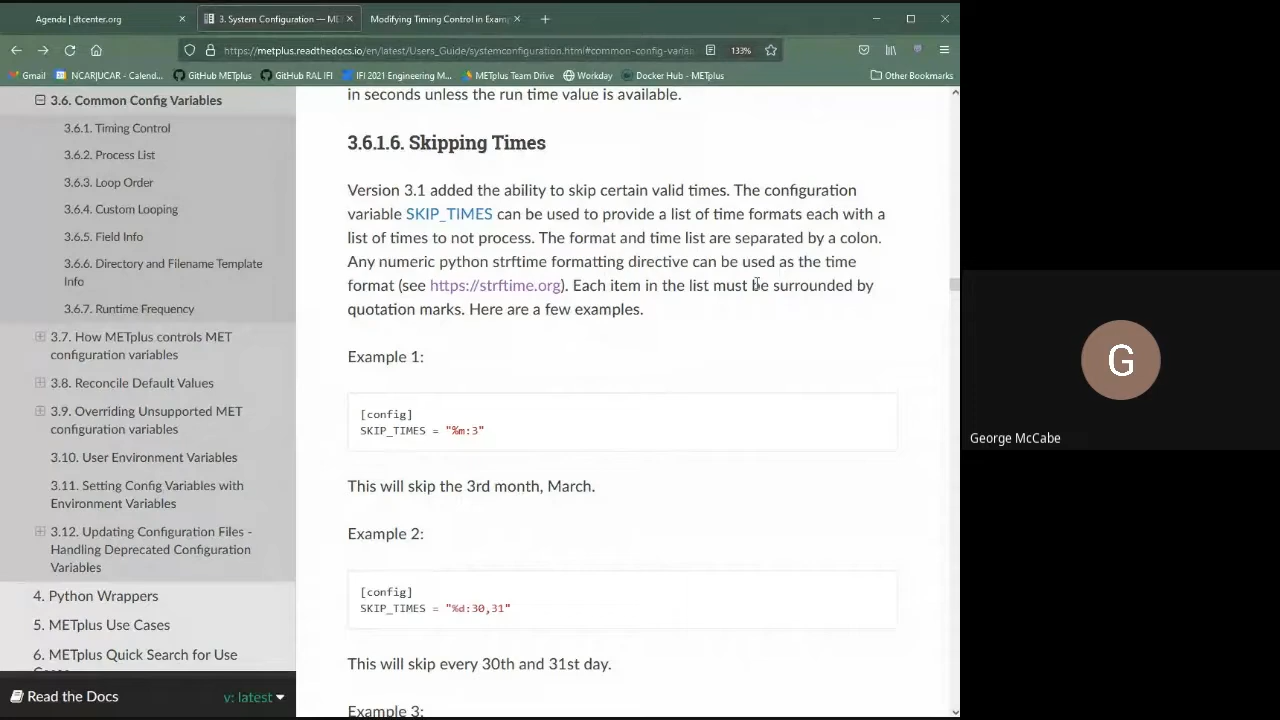 Agenda | dtcenter.org
3. System Configuration — ME
Modifying Timing Control in Examp
https://metplus.readthedocs.io/en/latest/Users_Guide/systemconfiguration.html#common-config-varia
133%
Gmail
NCAR|UCAR - Calend...
GitHub METplus
GitHub RAL IFI
IFI 2021 Engineering M...
METplus Team Drive
Workday
Docker Hub - METplus
Other Bookmarks
3.6. Common Config Variables
3.6.1. Timing Control
3.6.2. Process List
3.6.3. Loop Order
3.6.4. Custom Looping
3.6.5. Field Info
3.6.6. Directory and Filename Template
Info
3.6.7. Runtime Frequency
3.7. How METplus controls MET
configuration variables
3.8. Reconcile Default Values
3.9. Overriding Unsupported MET
configuration variables
3.10. User Environment Variables
3.11. Setting Config Variables with
Environment Variables
3.12. Updating Configuration Files -
Handling Deprecated Configuration
Variables
4. Python Wrappers
5. METplus Use Cases
6. METplus Quick Search for Use
Read the Docs
v: latest
in seconds unless the run time value is available.
3.6.1.6. Skipping Times
Version 3.1 added the ability to skip certain valid times. The configuration
variable SKIP_TIMES can be used to provide a list of time formats each with a
list of times to not process. The format and time list are separated by a colon.
Any numeric python strftime formatting directive can be used as the time
format (see https://strftime.org). Each item in the list must be surrounded by
quotation marks. Here are a few examples.
Example 1:
[config]
SKIP_TIMES = "%m:3"
This will skip the 3rd month, March.
Example 2:
[config]
SKIP_TIMES = "%d:30,31"
This will skip every 30th and 31st day.
Example 3:
G
George McCabe